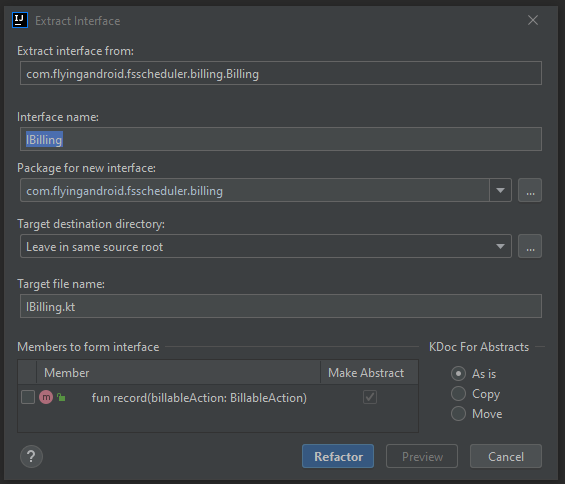 IJ Extract Interface
Extract interface from:
com.flyingandroid.fsscheduler.billing.Billing
Interface name:
IBilling
Package for new interface:
com.flyingandroid.fsscheduler.billing
...
Target destination directory:
Leave in same source root
...
Target file name:
IBilling.kt
Members to form interface
Member Make Abstract
m fun record(billableAction: BillableAction)
KDoc For Abstracts
As is
Copy
Move
? Refactor Preview Cancel